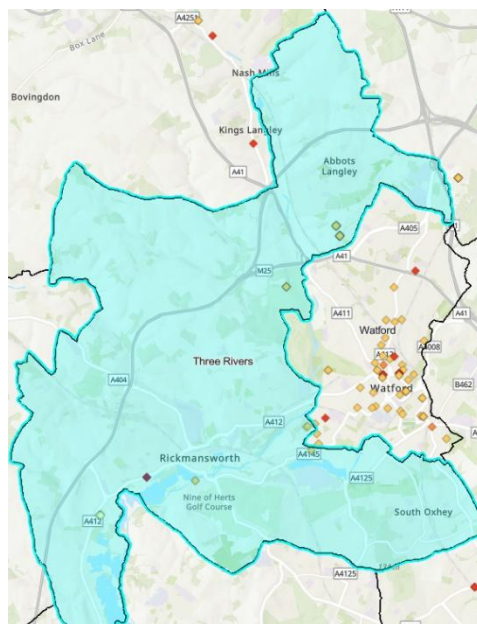 A4251
Box Lane
Nash Mills
Bovingdon
Kings Langley
A41
Abbots
Langley
A405
A41
M25
A41
A411
Watford
A4008
A412
Three Rivers
A404
Watford
B462
A412
Rickmansworth
A4145
A4125
Nine of Herts
Golf Course
A412
South Oxhey
A4125